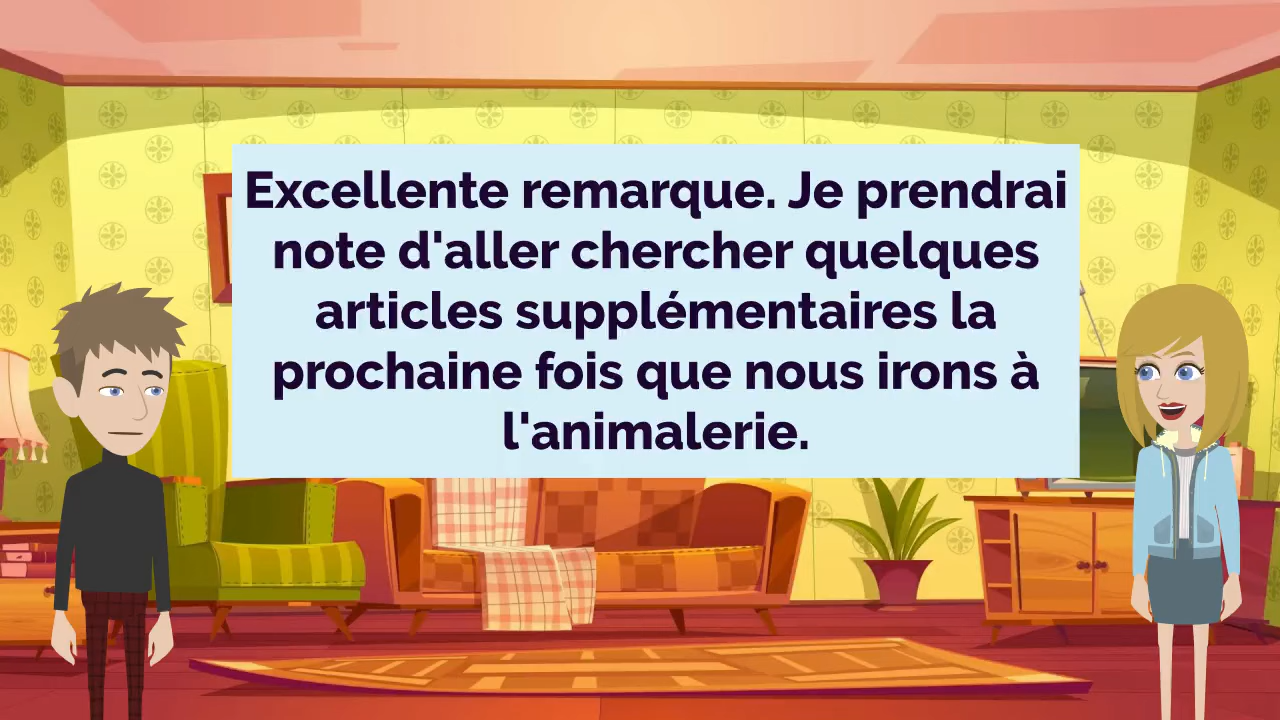 Excellente remarque. Je prendrai
note d'aller chercher quelques
articles supplémentaires la
prochaine fois que nous irons à
l'animalerie.